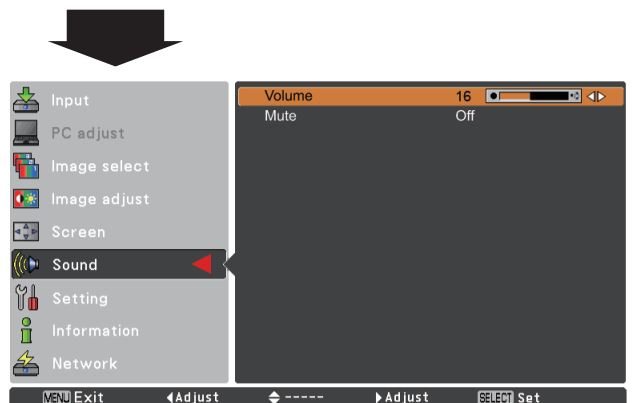 Input
PC adjust
Image select
Image adjust
Screen
Sound
Setting
Information
Network
Volume 16
Mute Off
MENU Exit ◀Adjust ◆ ----- ▶Adjust SELECT Set